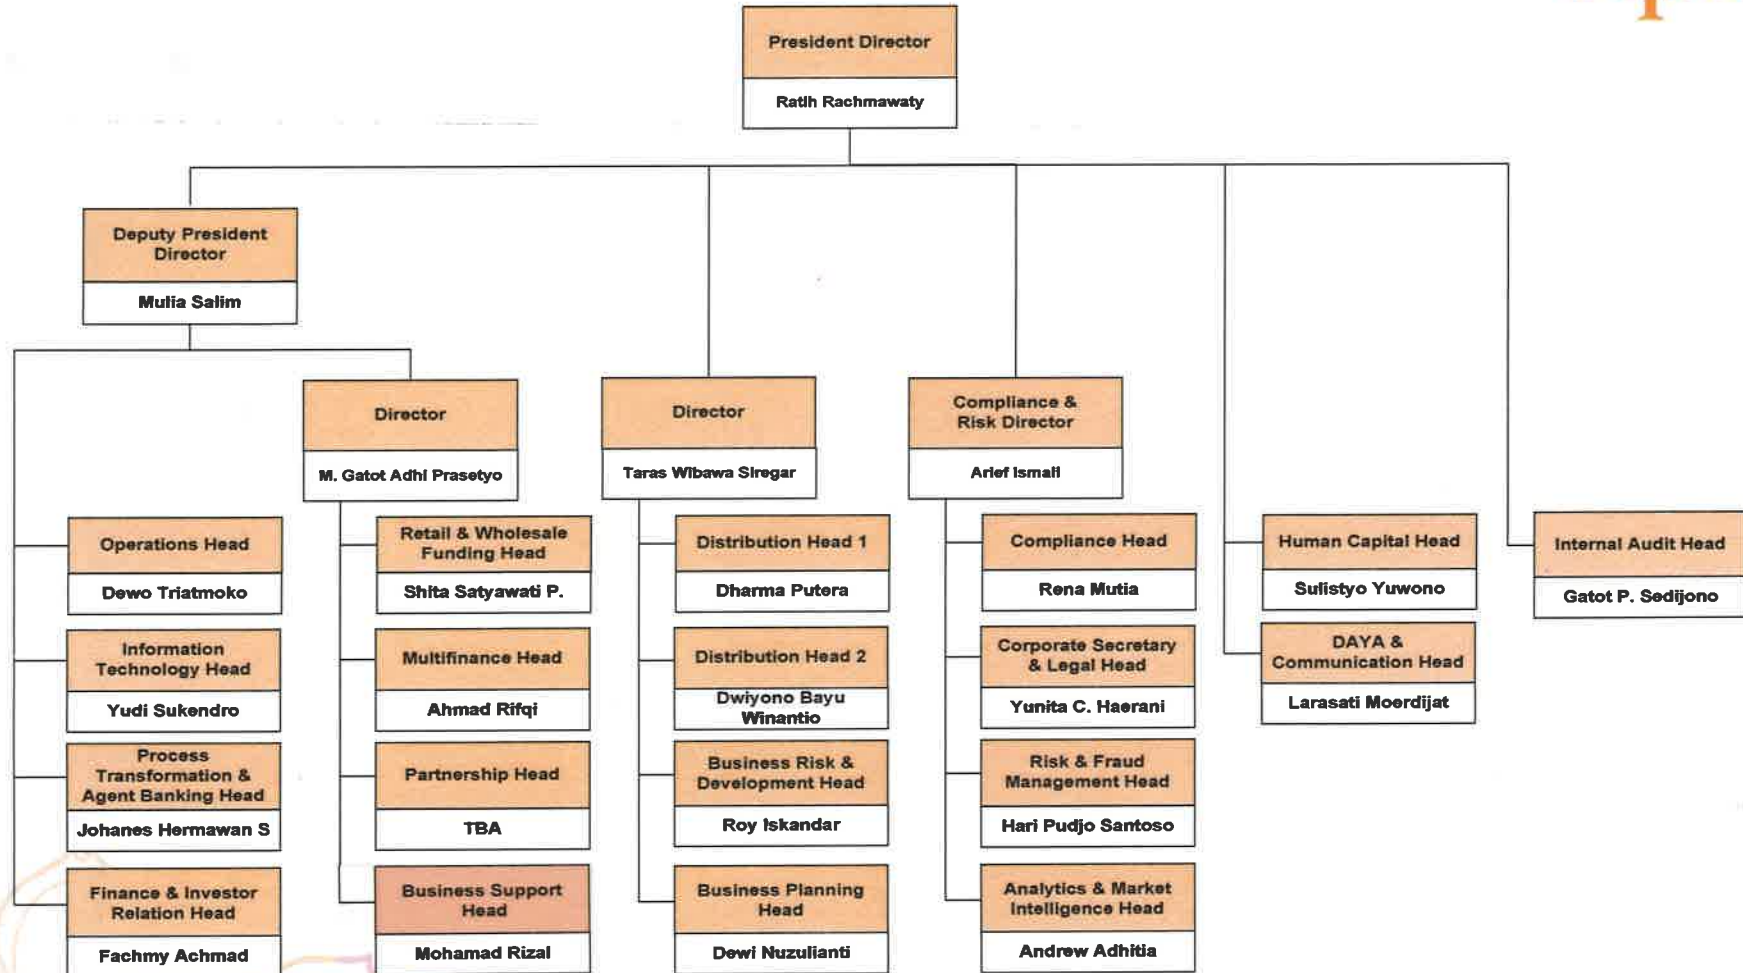 President Director
Ratih Rachmawaty
Deputy President
Director
Mulia Salim
Director
M. Gatot Adhi Prasetyo
Director
Taras Wibawa Siregar
Compliance &
Risk Director
Arief Ismail
Operations Head
Dewo Triatmoko
Information
Technology Head
Yudi Sukendro
Process
Transformation &
Agent Banking Head
Johanes Hermawan S
Finance & Investor
Relation Head
Fachmy Achmad
Retail & Wholesale
Funding Head
Shita Satyawati P.
Multifinance Head
Ahmad Rifqi
Partnership Head
TBA
Business Support
Head
Mohamad Rizal
Distribution Head 1
Dharma Putera
Distribution Head 2
Dwiyono Bayu
Winantio
Business Risk &
Development Head
Roy Iskandar
Business Planning
Head
Dewi Nuzulianti
Compliance Head
Rena Mutia
Corporate Secretary
& Legal Head
Yunita C. Haerani
Risk & Fraud
Management Head
Hari Pudjo Santoso
Analytics & Market
Intelligence Head
Andrew Adhitia
Human Capital Head
Sulistyo Yuwono
DAYA &
Communication Head
Larasati Moerdijat
Internal Audit Head
Gatot P. Sedijono